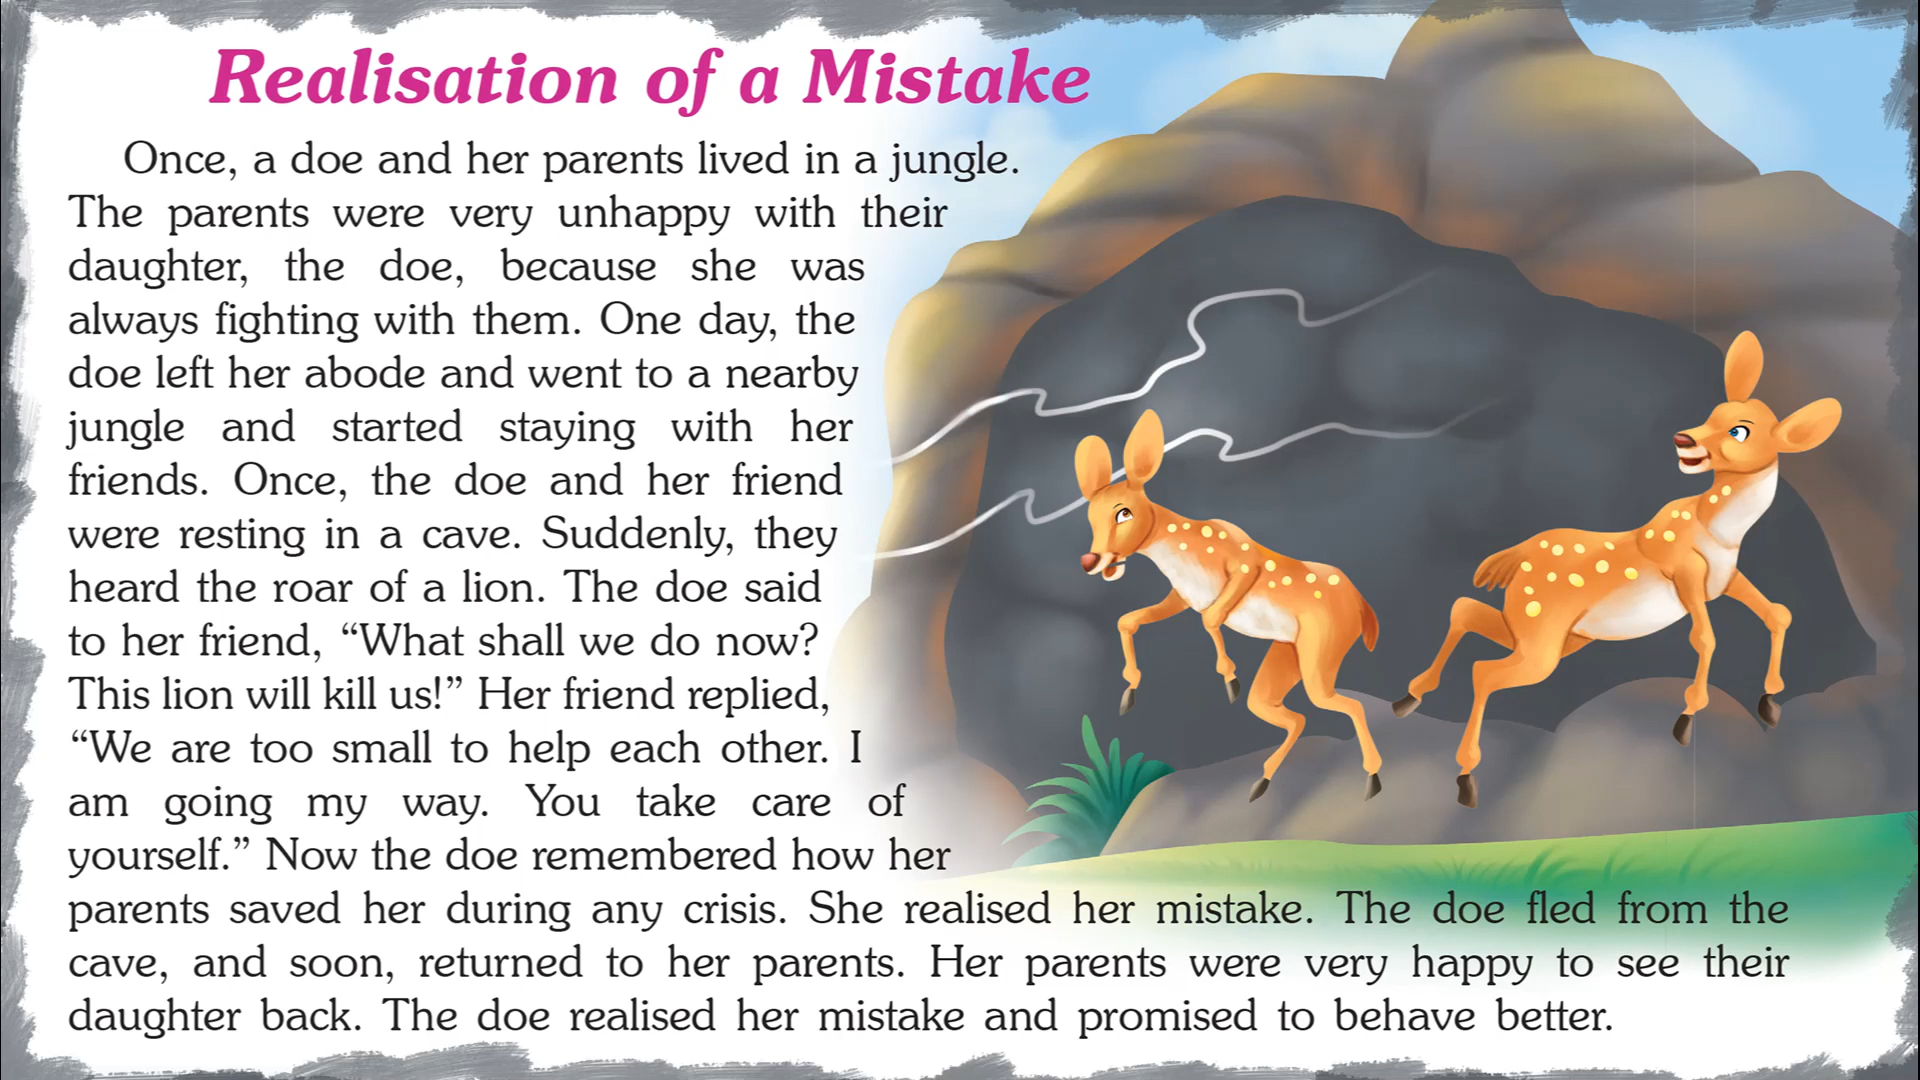 Realisation of a Mistake
Once, a doe and her parents lived in a jungle.
The parents were very unhappy with their
daughter, the doe, because she was
always fighting with them. One day, the
doe left her abode and went to a nearby
jungle and started staying with her
friends. Once, the doe and her friend
were resting in a cave. Suddenly, they
heard the roar of a lion. The doe said
to her friend, “What shall we do now?
This lion will kill us!” Her friend replied,
“We are too small to help each other. I
am going my way. You take care of
yourself.” Now the doe remembered how her
parents saved her during any crisis. She realised her mistake. The doe fled from the
cave, and soon, returned to her parents. Her parents were very happy to see their
daughter back. The doe realised her mistake and promised to behave better.